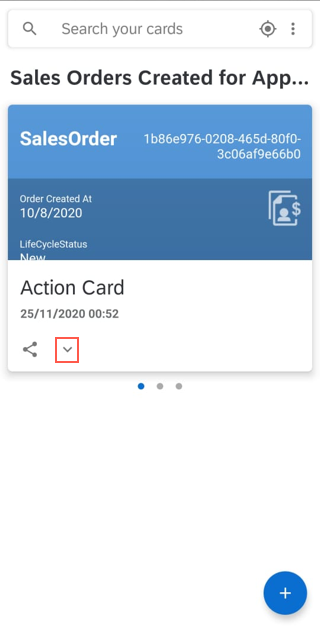 Search your cards
Sales Orders Created for App...
SalesOrder
1b86e976-0208-465d-80f0-
3c06af9e66b0
Order Created At
10/8/2020
$
LifeCycleStatus
New
Action Card
25/11/2020 00:52